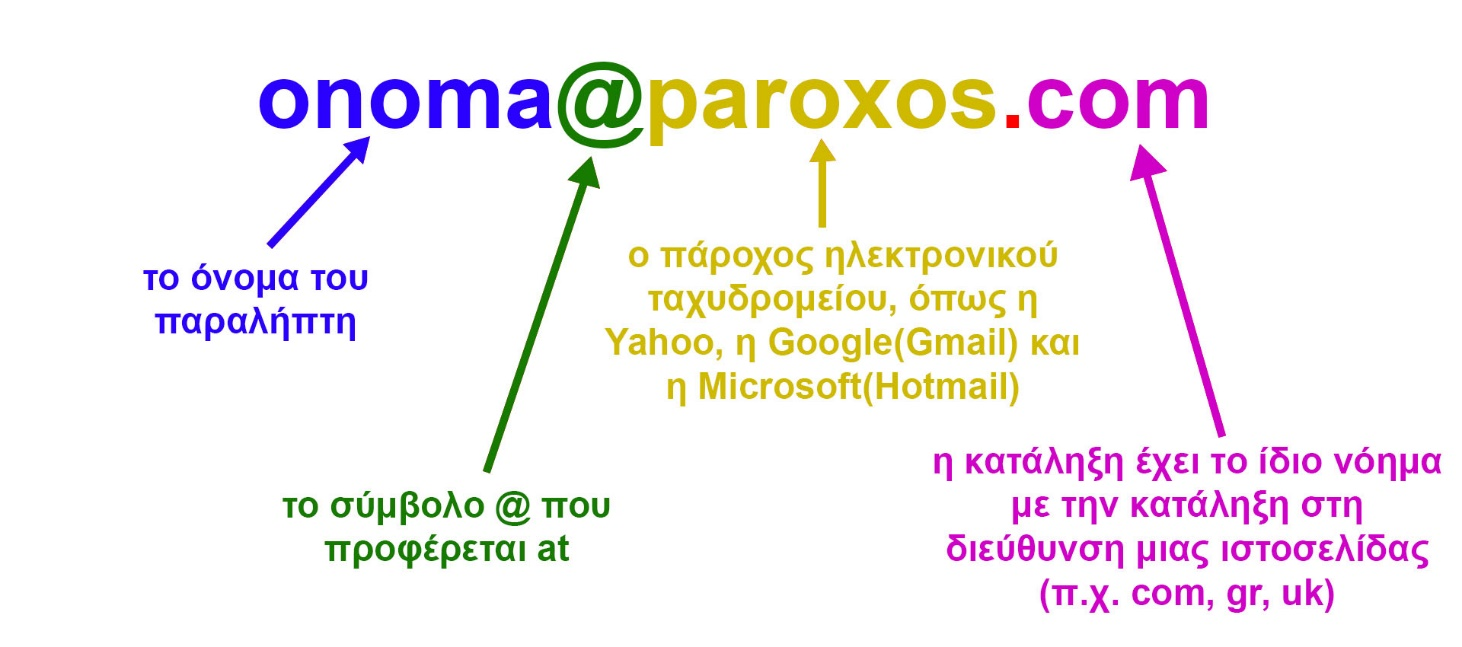 onoma@paroxos.com
το όνομα του
παραλήπτη
ο πάροχος ηλεκτρονικού
ταχυδρομείου, όπως η
Yahoo, η Google(Gmail) και
η Microsoft(Hotmail)
το σύμβολο @ που
προφέρεται at
η κατάληξη έχει το ίδιο νόημα
με την κατάληξη στη
διεύθυνση μιας ιστοσελίδας
(π.χ. com, gr, uk)